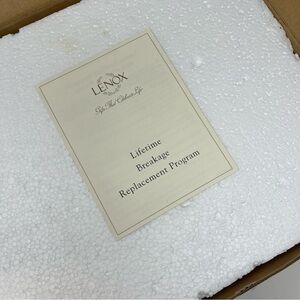 LENOX
Gifts That Celebrate Life
Lifetime
Breakage
Replacement Program